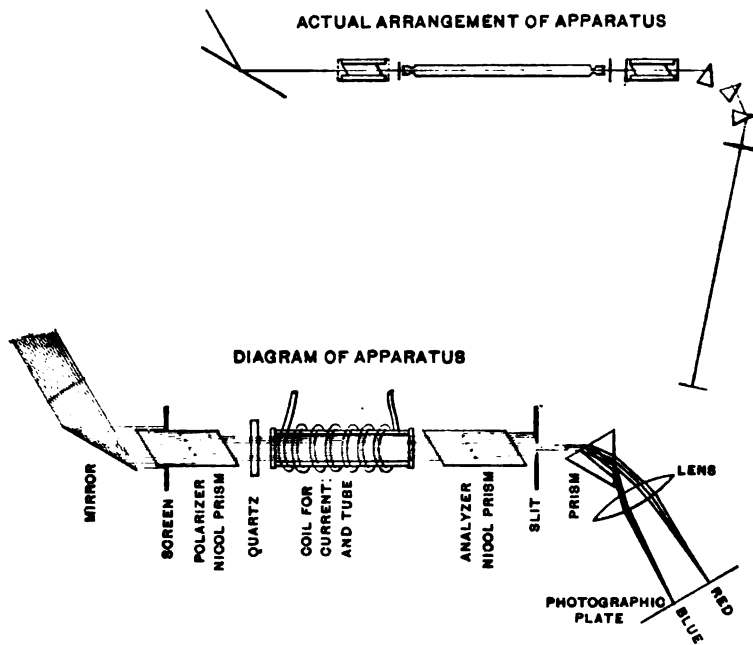 ACTUAL ARRANGEMENT OF APPARATUS
DIAGRAM OF APPARATUS
MIRROR
SCREEN
POLARIZER
NICOL PRISM
QUARTZ
COIL FOR
CURRENT:
AND TUBE
ANALYZER
NICOL PRISM
SLIT
PRISM
LENS
PHOTOGRAPHIC
PLATE
BLUE
RED